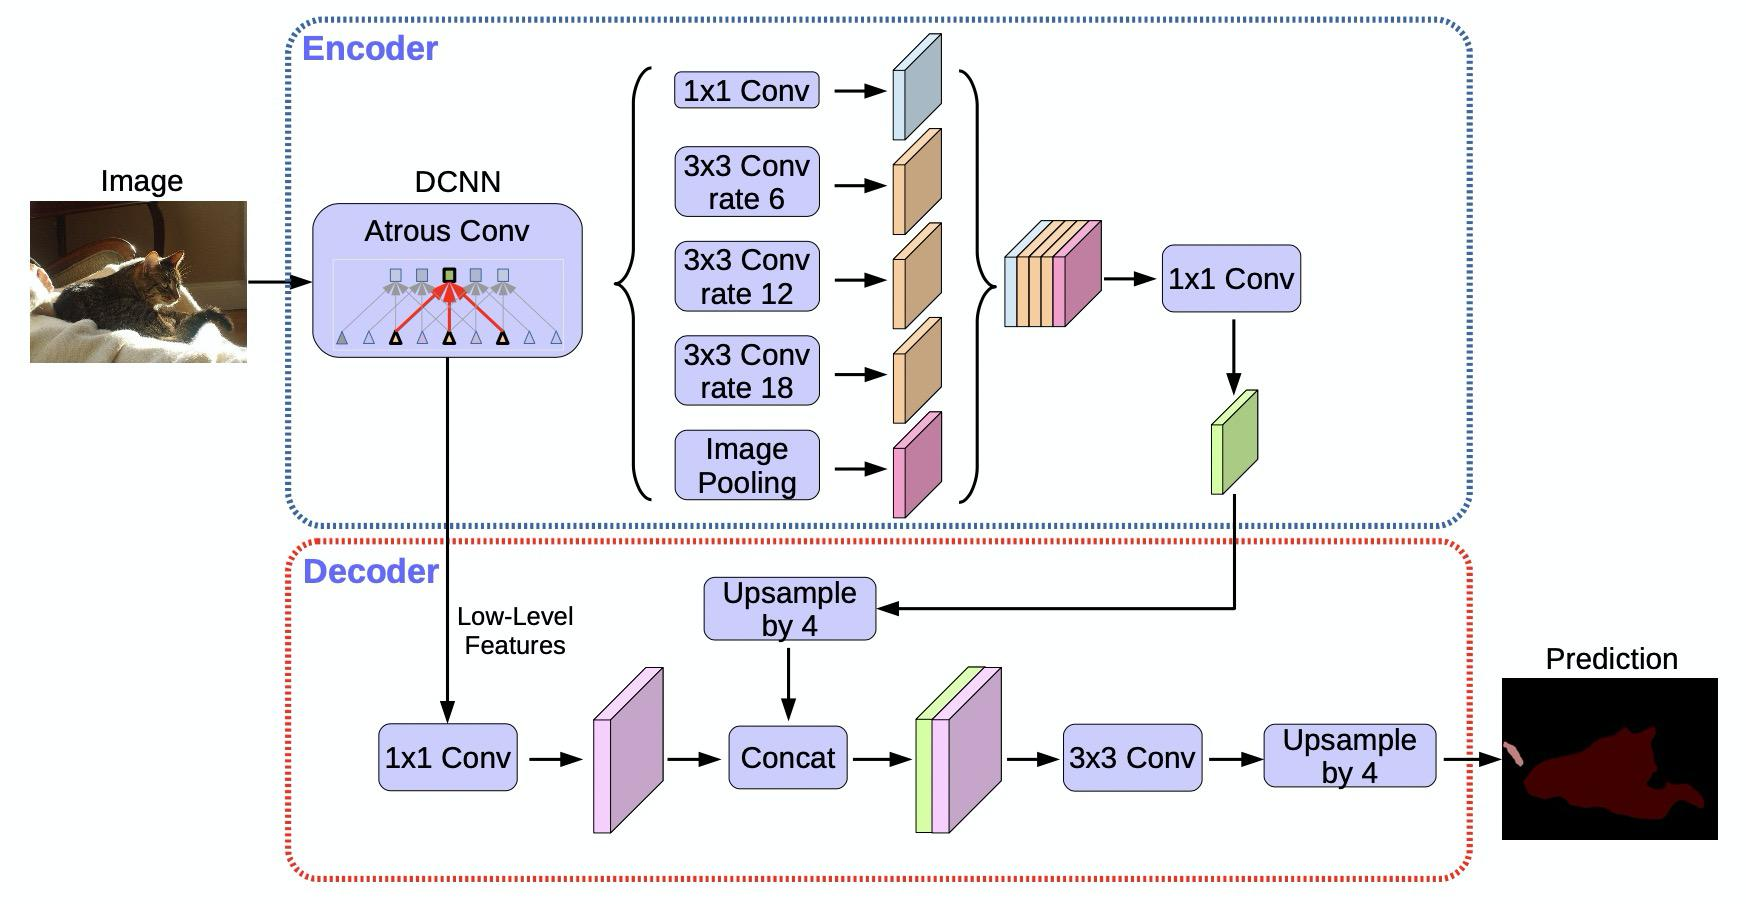 Encoder
Image
DCNN
Atrous Conv
1x1 Conv
3x3 Conv
rate 6
3x3 Conv
rate 12
3x3 Conv
rate 18
Image
Pooling
1x1 Conv
Decoder
Low-Level
Features
Upsample
by 4
1x1 Conv
Concat
3x3 Conv
Upsample
by 4
Prediction